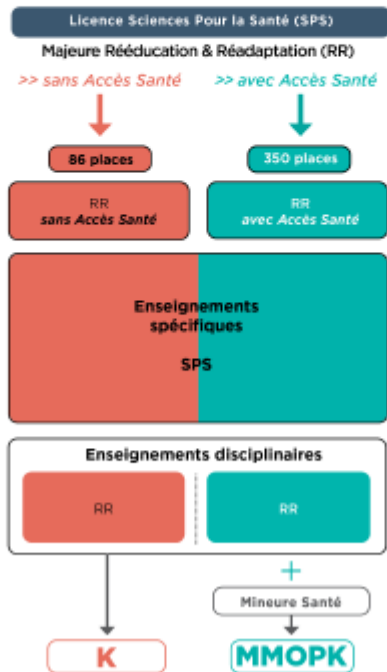 Licence Sciences Pour la Santé (SPS)
Majeure Rééducation & Réadaptation (RR)
>> sans Accès Santé
>> avec Accès Santé
86 places
350 places
RR
sans Accès Santé
RR
avec Accès Santé
Enseignements
spécifiques
SPS
Enseignements disciplinaires
RR
RR
+
Mineure Santé
K
MMOPK